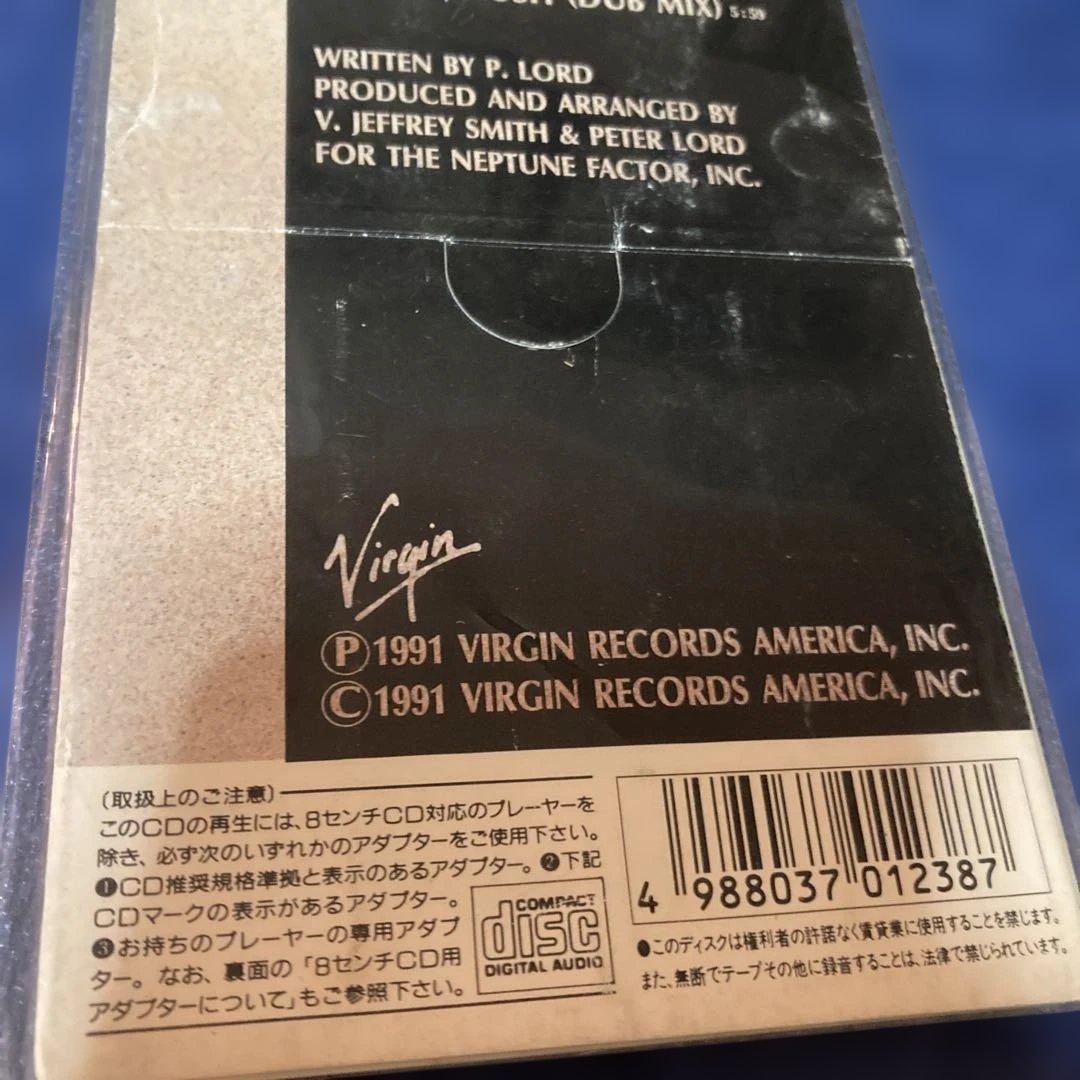 (DUB MIX) 5:59
WRITTEN BY P. LORD
PRODUCED AND ARRANGED BY
V. JEFFREY SMITH & PETER LORD
FOR THE NEPTUNE FACTOR, INC.
Virgin
Ⓟ1991 VIRGIN RECORDS AMERICA, INC.
©1991 VIRGIN RECORDS AMERICA, INC.
(取扱上のご注意)
このCDの再生には、8センチCD対応のプレーヤーを
除き、必ず次のいずれかのアダプターをご使用下さい。
❶CD推奨規格準拠と表示のあるアダプター。❷下記
CDマークの表示があるアダプター。
❸お持ちのプレーヤーの専用アダプ
ター。なお、裏面の「8センチCD用
アダプターについて」もご参照下さい。
COMPACT
disc
DIGITAL AUDIO
4 988037 012387
●このディスクは権利者の許諾なく賃貸業に使用することを禁じます。
また、無断でテープその他に録音することは、法律で禁じられています。